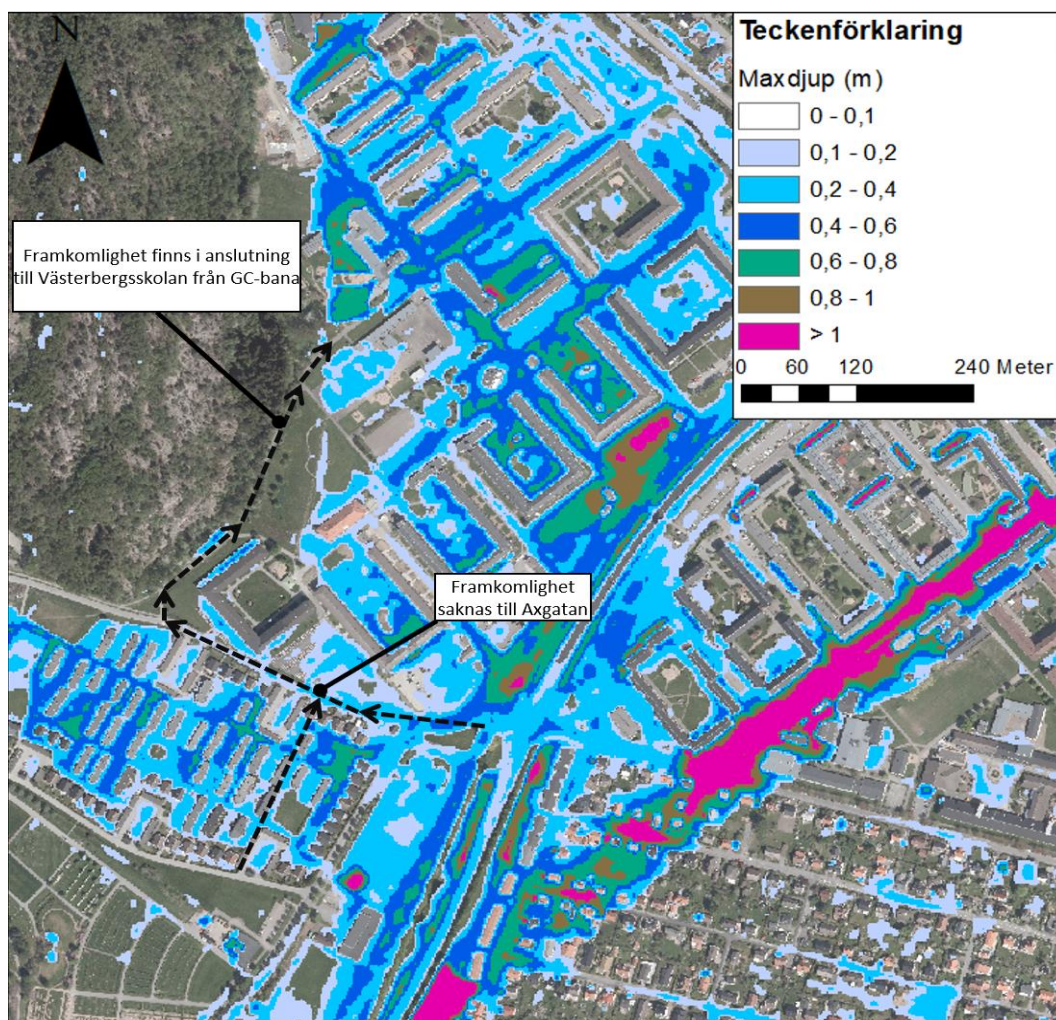 N
Teckenförklaring
Maxdjup (m)
0 - 0,1
0,1 - 0,2
0,2 - 0,4
0,4 - 0,6
0,6 - 0,8
0,8 - 1
> 1
0 60 120 240 Meter
Framkomlighet finns i anslutning
till Västerbergsskolan från GC-bana
Framkomlighet
saknas till Axgatan